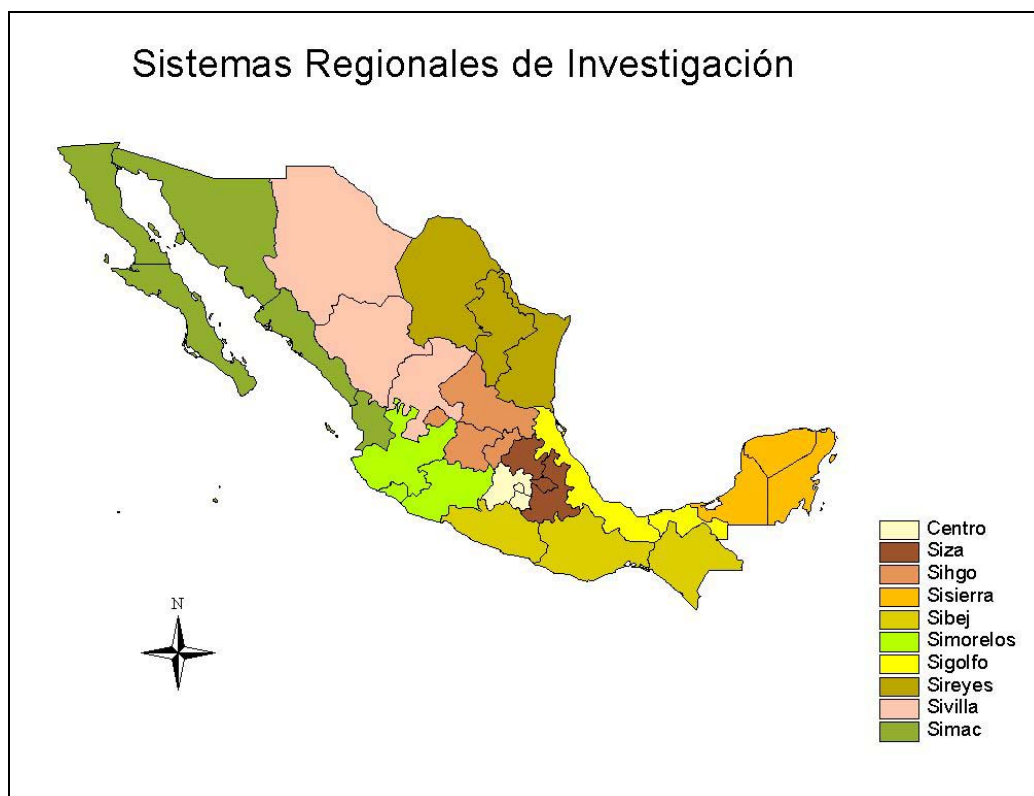 Sistemas Regionales de Investigación
N
Centro
Siza
Sihgo
Sisierra
Sibej
Simorelos
Sigolfo
Sireyes
Sivilla
Simac